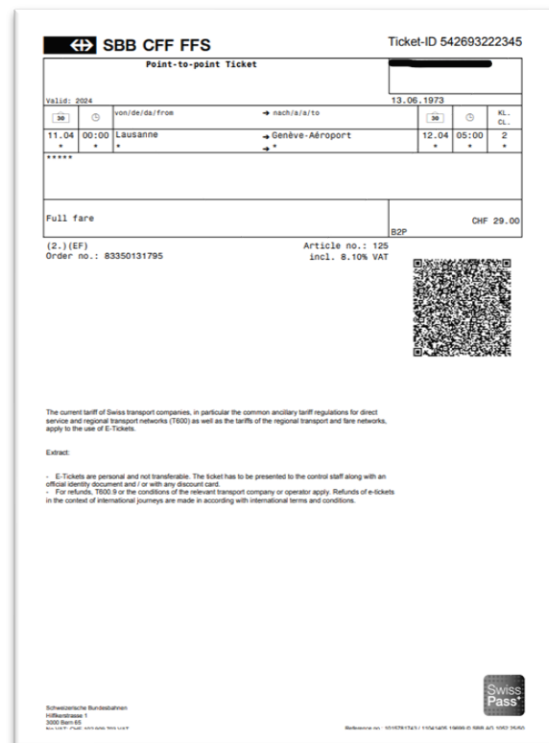 SBB CFF FFS
Ticket-ID 542693222345
Point-to-point Ticket
Valid: 2024
13.06.1973
30 von/de/da/from → nach/a/a/to 30 KL. CL.
11.04 00:00 Lausanne → Genève-Aéroport 12.04 05:00 2
* * * → * * * *
*****
Full fare
CHF 29.00
B2P
(2.)(EF)
Article no.: 125
Order no.: 83350131795
incl. 8.10% VAT
The current tariff of Swiss transport companies, in particular the common ancillary tariff regulations for direct
service and regional transport networks (T600) as well as the tariffs of the regional transport and fare networks,
apply to the use of E-Tickets.
Extract:
- E-Tickets are personal and not transferable. The ticket has to be presented to the control staff along with an
official identity document and / or with any discount card.
- For refunds, T600.9 or the conditions of the relevant transport company or operator apply. Refunds of e-tickets
in the context of international journeys are made in according with international terms and conditions.
Swiss
Pass
Schweizerische Bundesbahnen
Hilfikerstrasse 1
3000 Bern 65